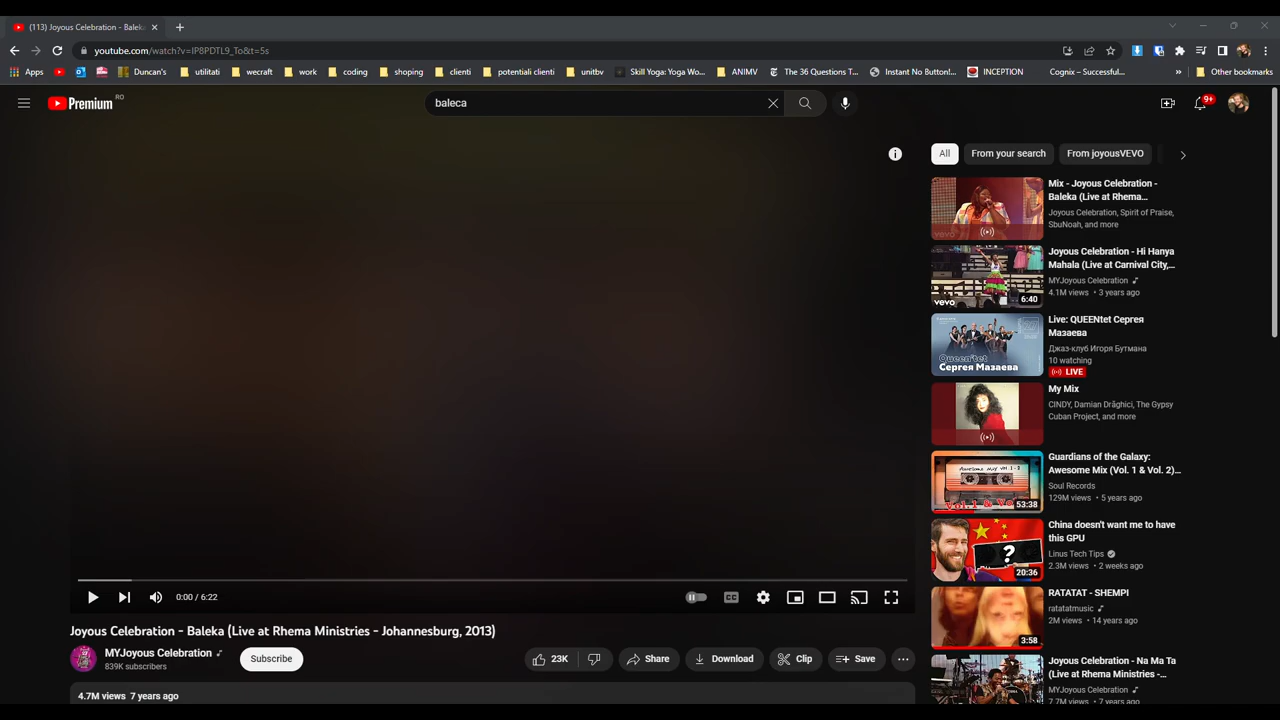 (113) Joyous Celebration - Balek
youtube.com/watch?v=IP8PDTL9_To&t=5s
Apps
Duncan's
utilitati
wecraft
work
coding
shoping
clienti
potentiali clienti
unitbv
Skill Yoga: Yoga Wo...
ANIMV
The 36 Questions T...
Instant No Button!...
INCEPTION
Cognix – Successful...
»
Other bookmarks
Premium RO
baleca
9+
All
From your search
From joyousVEVO
Mix - Joyous Celebration -
Baleka (Live at Rhema...
Joyous Celebration, Spirit of Praise,
SbuNoah, and more
vevo
Joyous Celebration - Hi Hanya
Mahala (Live at Carnival City,...
MYJoyous Celebration
4.1M views • 3 years ago
vevo
6:40
Live: QUEENtet Сергея
Мазаева
Джаз-клуб Игоря Бутмана
10 watching
LIVE
Queen'tet
Сергея Мазаева
My Mix
CINDY, Damian Drăghici, The Gypsy
Cuban Project, and more
Guardians of the Galaxy:
Awesome Mix (Vol. 1 & Vol. 2)...
Soul Records
129M views • 5 years ago
53:38
China doesn't want me to have
this GPU
Linus Tech Tips
2.3M views • 2 weeks ago
?
20:36
RATATAT - SHEMPI
ratatatmusic
2M views • 14 years ago
3:58
Joyous Celebration - Na Ma Ta
(Live at Rhema Ministries -...
MYJoyous Celebration
7.7M views • 7 years ago
0:00 / 6:22
CC
Joyous Celebration - Baleka (Live at Rhema Ministries - Johannesburg, 2013)
MYJoyous Celebration
839K subscribers
Subscribe
23K
Share
Download
Clip
Save
4.7M views 7 years ago